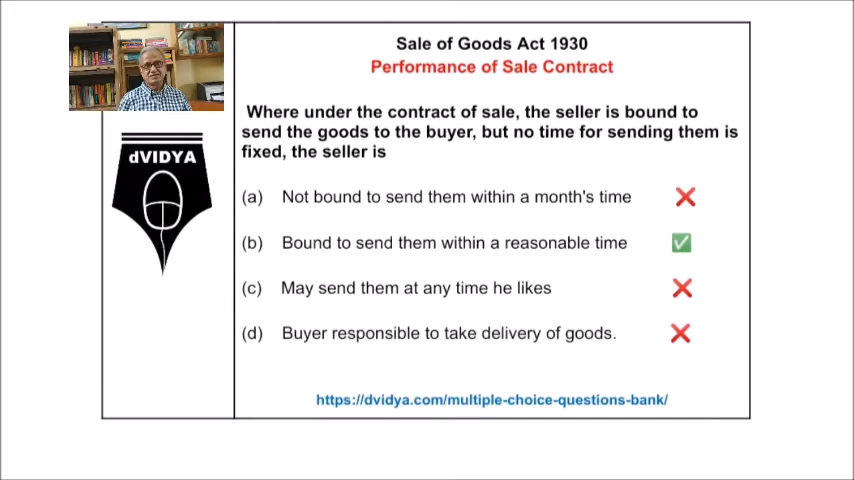 Sale of Goods Act 1930
Performance of Sale Contract
Where under the contract of sale, the seller is bound to
send the goods to the buyer, but no time for sending them is
fixed, the seller is
dVIDYA
(a) Not bound to send them within a month's time ❌
(b) Bound to send them within a reasonable time ✅
(c) May send them at any time he likes ❌
(d) Buyer responsible to take delivery of goods. ❌
https://dvidya.com/multiple-choice-questions-bank/